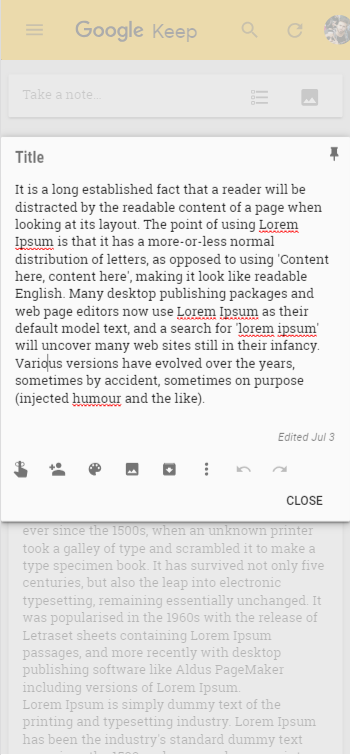 Google Keep
Take a note...
Title
It is a long established fact that a reader will be
distracted by the readable content of a page when
looking at its layout. The point of using Lorem
Ipsum is that it has a more-or-less normal
distribution of letters, as opposed to using 'Content
here, content here', making it look like readable
English. Many desktop publishing packages and
web page editors now use Lorem Ipsum as their
default model text, and a search for 'lorem ipsum'
will uncover many web sites still in their infancy.
Various versions have evolved over the years,
sometimes by accident, sometimes on purpose
(injected humour and the like).
Edited Jul 3
CLOSE
ever since the 1500s, when an unknown printer
took a galley of type and scrambled it to make a
type specimen book. It has survived not only five
centuries, but also the leap into electronic
typesetting, remaining essentially unchanged. It
was popularised in the 1960s with the release of
Letraset sheets containing Lorem Ipsum
passages, and more recently with desktop
publishing software like Aldus PageMaker
including versions of Lorem Ipsum.
Lorem Ipsum is simply dummy text of the
printing and typesetting industry. Lorem Ipsum
has been the industry's standard dummy text